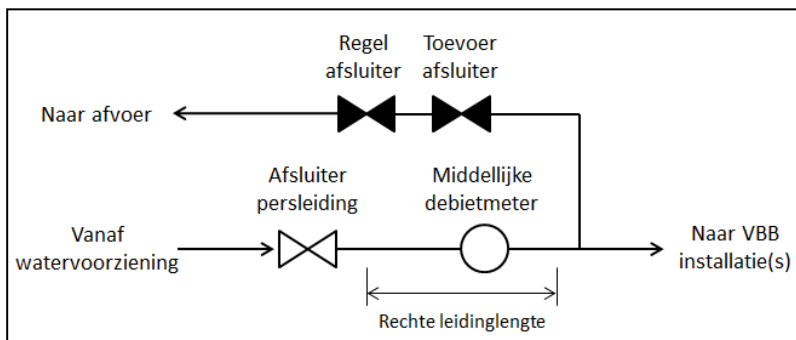 Regel
afsluiter
Toevoer
afsluiter
Naar afvoer
Afsluiter
persleiding
Middellijke
debietmeter
Vanaf
watervoorziening
Naar VBB
installatie(s)
Rechte leidinglengte